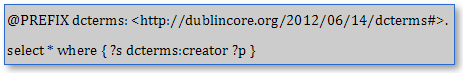 @PREFIX dcterms: <http://dublincore.org/2012/06/14/dcterms#>.
select * where { ?s dcterms:creator ?p }